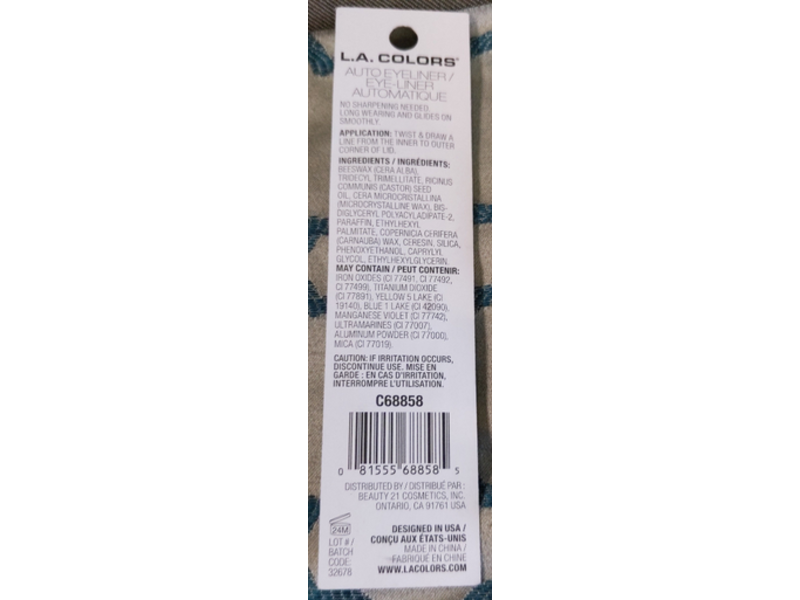 L.A. COLORS®
AUTO EYELINER /
EYE-LINER
AUTOMATIQUE
NO SHARPENING NEEDED.
LONG WEARING AND GLIDES ON
SMOOTHLY.
APPLICATION: TWIST & DRAW A
LINE FROM THE INNER TO OUTER
CORNER OF LID.
INGREDIENTS / INGRÉDIENTS:
BEESWAX (CERA ALBA),
TRIDECYL TRIMELLITATE, RICINUS
COMMUNIS (CASTOR) SEED
OIL, CERA MICROCRISTALLINA
(MICROCRYSTALLINE WAX), BIS-
DIGLYCERYL POLYACYLADIPATE-2,
PARAFFIN, ETHYLHEXYL
PALMITATE, COPERNICIA CERIFERA
(CARNAUBA) WAX, CERESIN, SILICA,
PHENOXYETHANOL, CAPRYLYL
GLYCOL, ETHYLHEXYLGLYCERIN.
MAY CONTAIN / PEUT CONTENIR:
IRON OXIDES (CI 77491, CI 77492,
CI 77499), TITANIUM DIOXIDE
(CI 77891), YELLOW 5 LAKE (CI
19140), BLUE 1 LAKE (CI 42090),
MANGANESE VIOLET (CI 77742),
ULTRAMARINES (CI 77007),
ALUMINUM POWDER (CI 77000),
MICA (CI 77019).
CAUTION: IF IRRITATION OCCURS,
DISCONTINUE USE. MISE EN
GARDE : EN CAS D'IRRITATION,
INTERROMPRE L'UTILISATION.
C68858
0 81555 68858 5
DISTRIBUTED BY / DISTRIBUÉ PAR :
BEAUTY 21 COSMETICS, INC.
ONTARIO, CA 91761 USA
24M
LOT # /
BATCH
CODE:
32678
DESIGNED IN USA /
CONÇU AUX ÉTATS-UNIS
MADE IN CHINA /
FABRIQUÉ EN CHINE
WWW.LACOLORS.COM